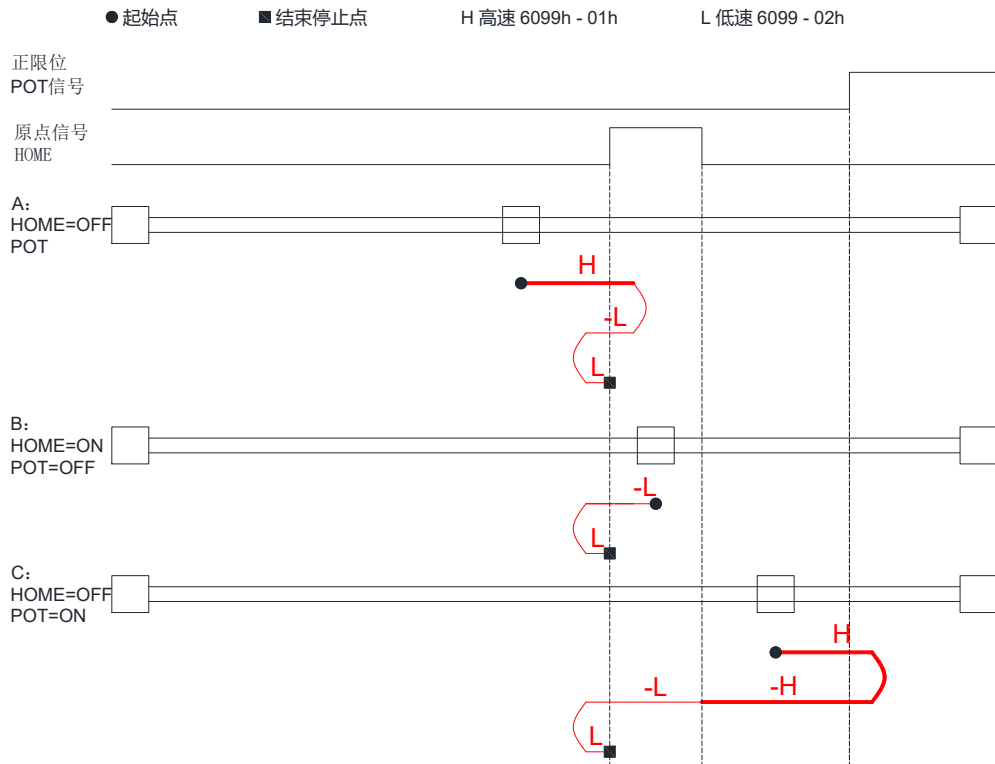 起始点 结束停止点 H 高速 6099h - 01h L 低速 6099 - 02h
正限位
POT信号
原点信号
HOME
A:
HOME=OFF
POT
H
-L
L
B:
HOME=ON
POT=OFF
-L
L
C:
HOME=OFF
POT=ON
H
-L -H
L